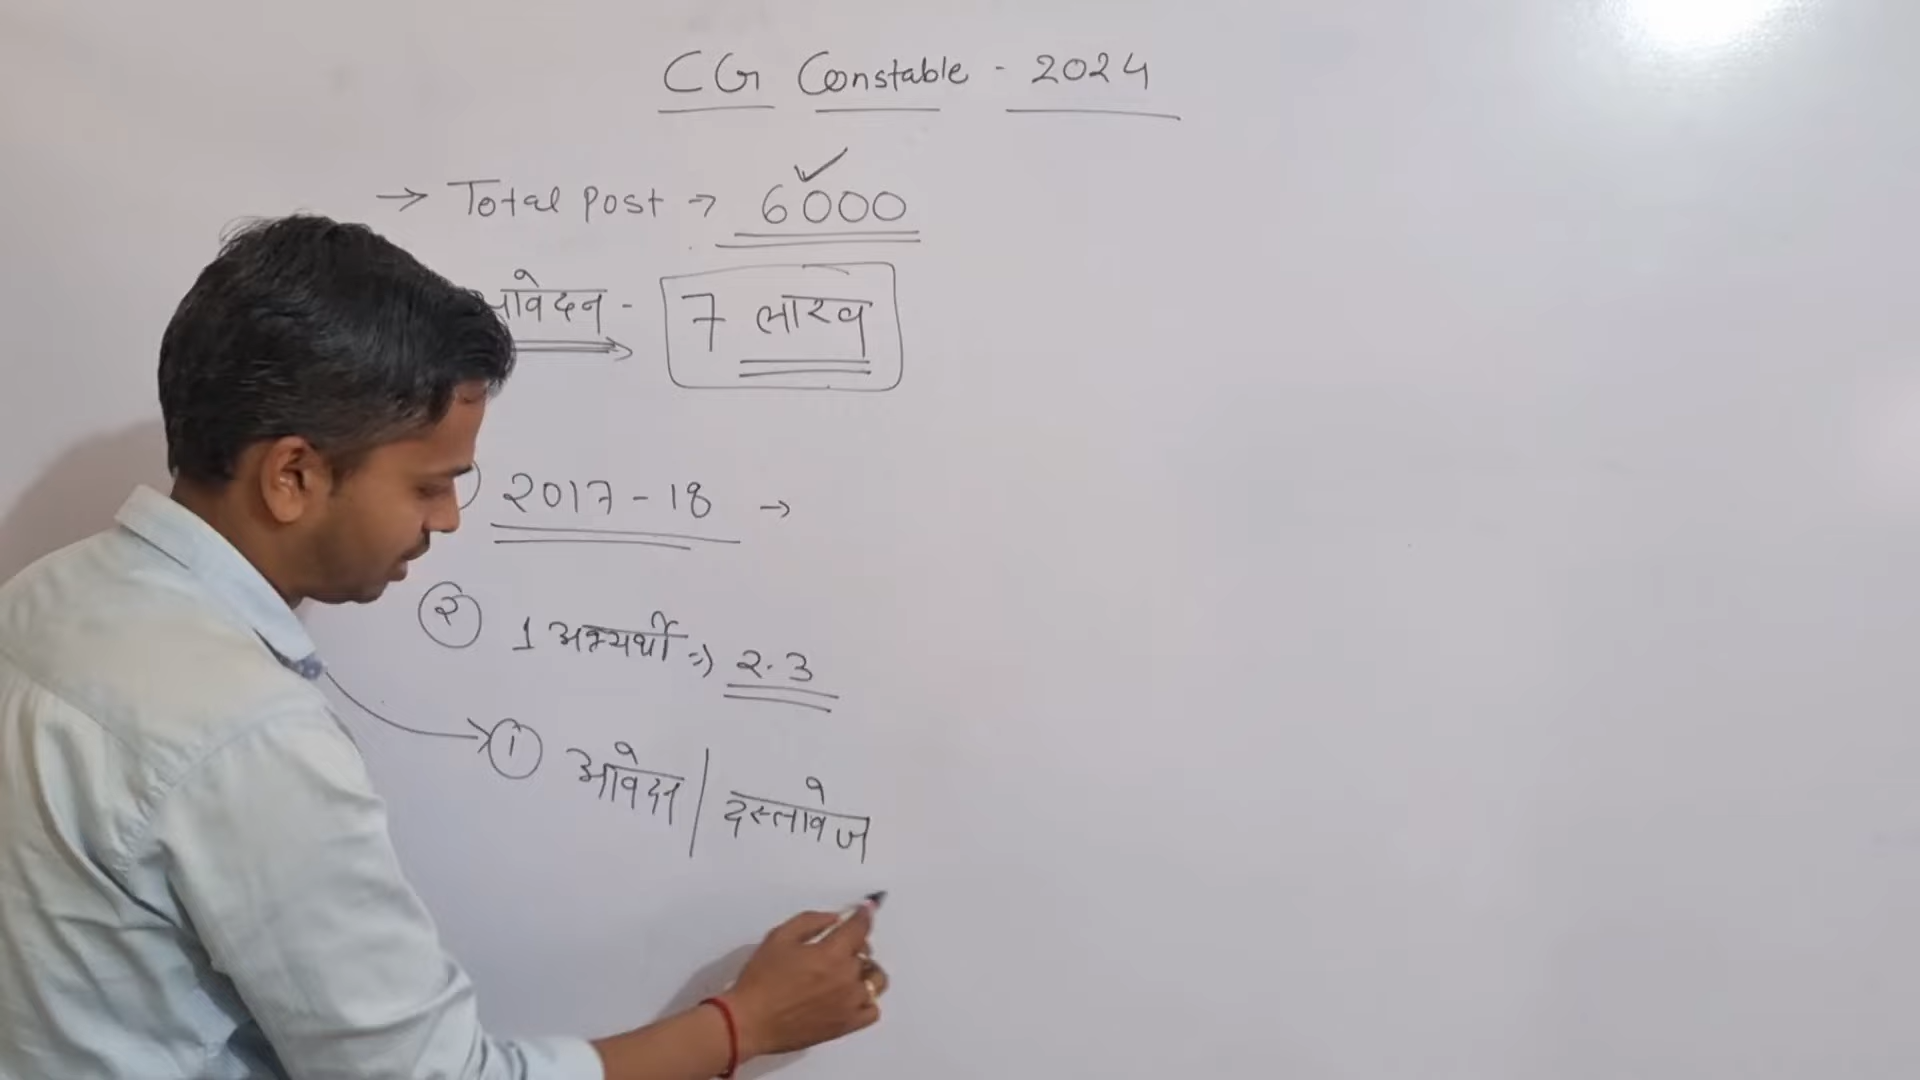 CG Constable - 2024
→ Total Post → 6000
आवेदन - 7 लाख
2017-18 →
② 1 अभ्यर्थी ⇒ 2.3
① आवेदन | दस्तावेज